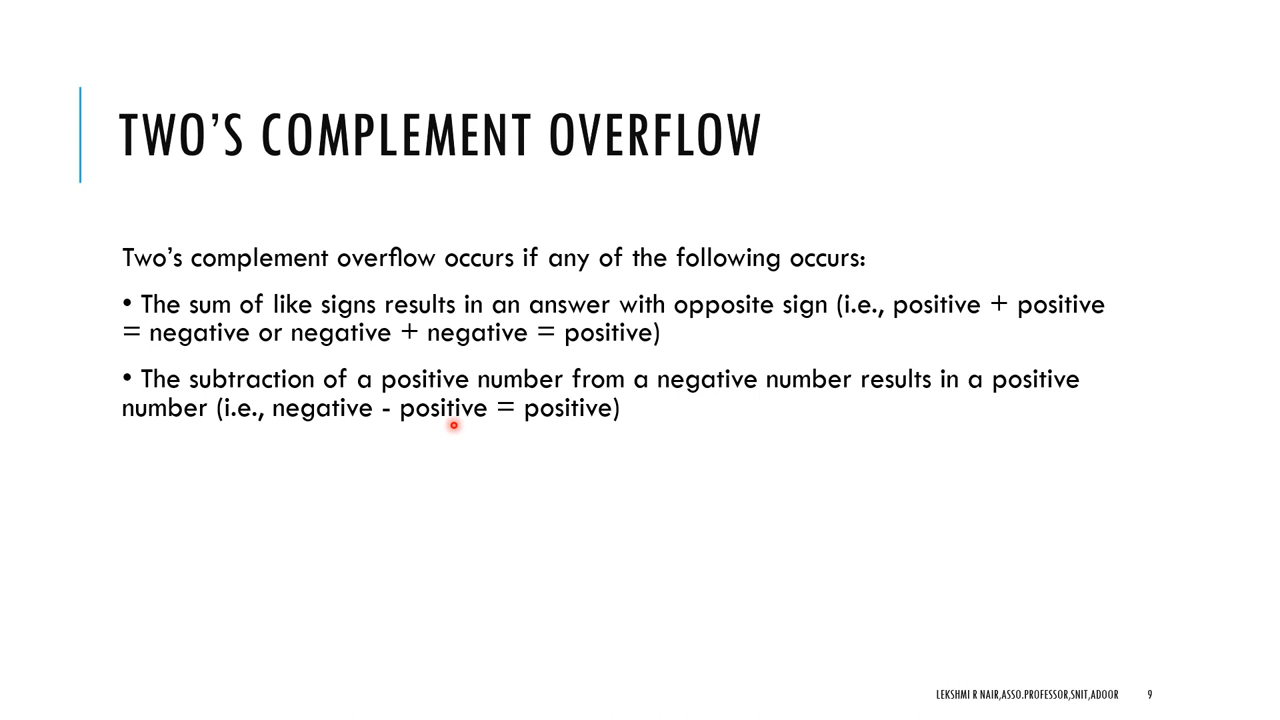 TWO’S COMPLEMENT OVERFLOW
Two’s complement overflow occurs if any of the following occurs:
• The sum of like signs results in an answer with opposite sign (i.e., positive + positive
= negative or negative + negative = positive)
• The subtraction of a positive number from a negative number results in a positive
number (i.e., negative - positive = positive)
LEKSHMI R NAIR,ASSO.PROFESSOR,SNIT,ADOOR 9